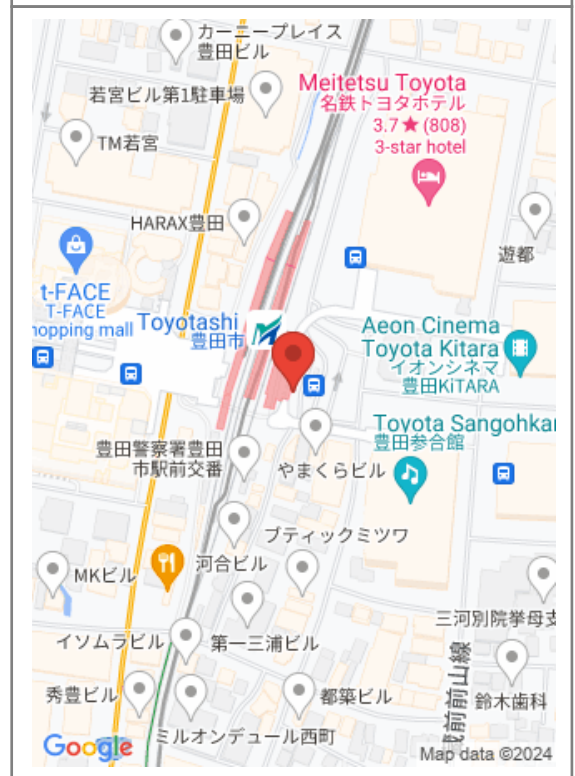 カーニープレイス
豊田ビル
Meitetsu Toyota
名鉄トヨタホテル
3.7★(808)
3-star hotel
若宮ビル第1駐車場
TM若宮
HARAX豊田
遊都
t-FACE
T-FACE
hopping mall
Toyotashi
豊田市
Aeon Cinema
Toyota Kitara
イオンシネマ
豊田KiTARA
Toyota Sangohkai
豊田参合館
豊田警察署豊田
市駅前交番
やまくらビル
ブティックミツワ
河合ビル
MKビル
三河別院挙母支
イソムラビル
第一三浦ビル
前前山線
秀豊ビル
都築ビル
鈴木歯科
ミルオンデュール西町
Google
Map data ©2024